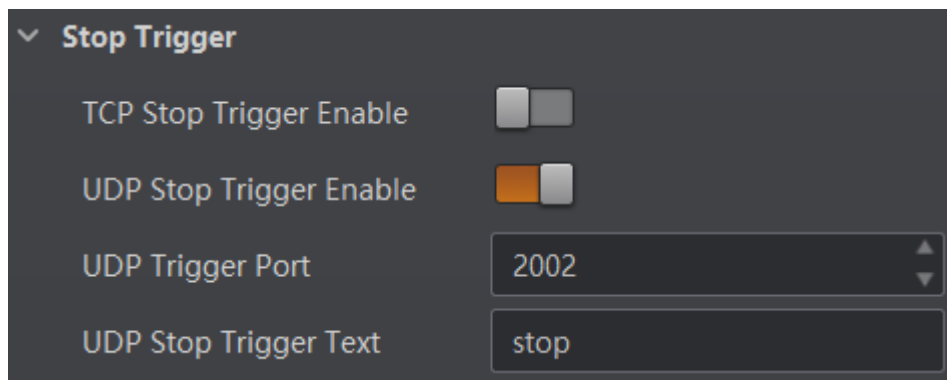 Stop Trigger
TCP Stop Trigger Enable
UDP Stop Trigger Enable
UDP Trigger Port 2002
UDP Stop Trigger Text stop